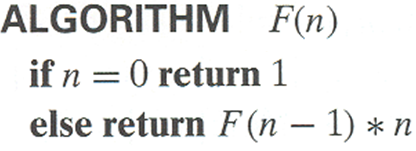 ALGORITHM F(n)
if n = 0 return 1
else return F(n − 1) * n